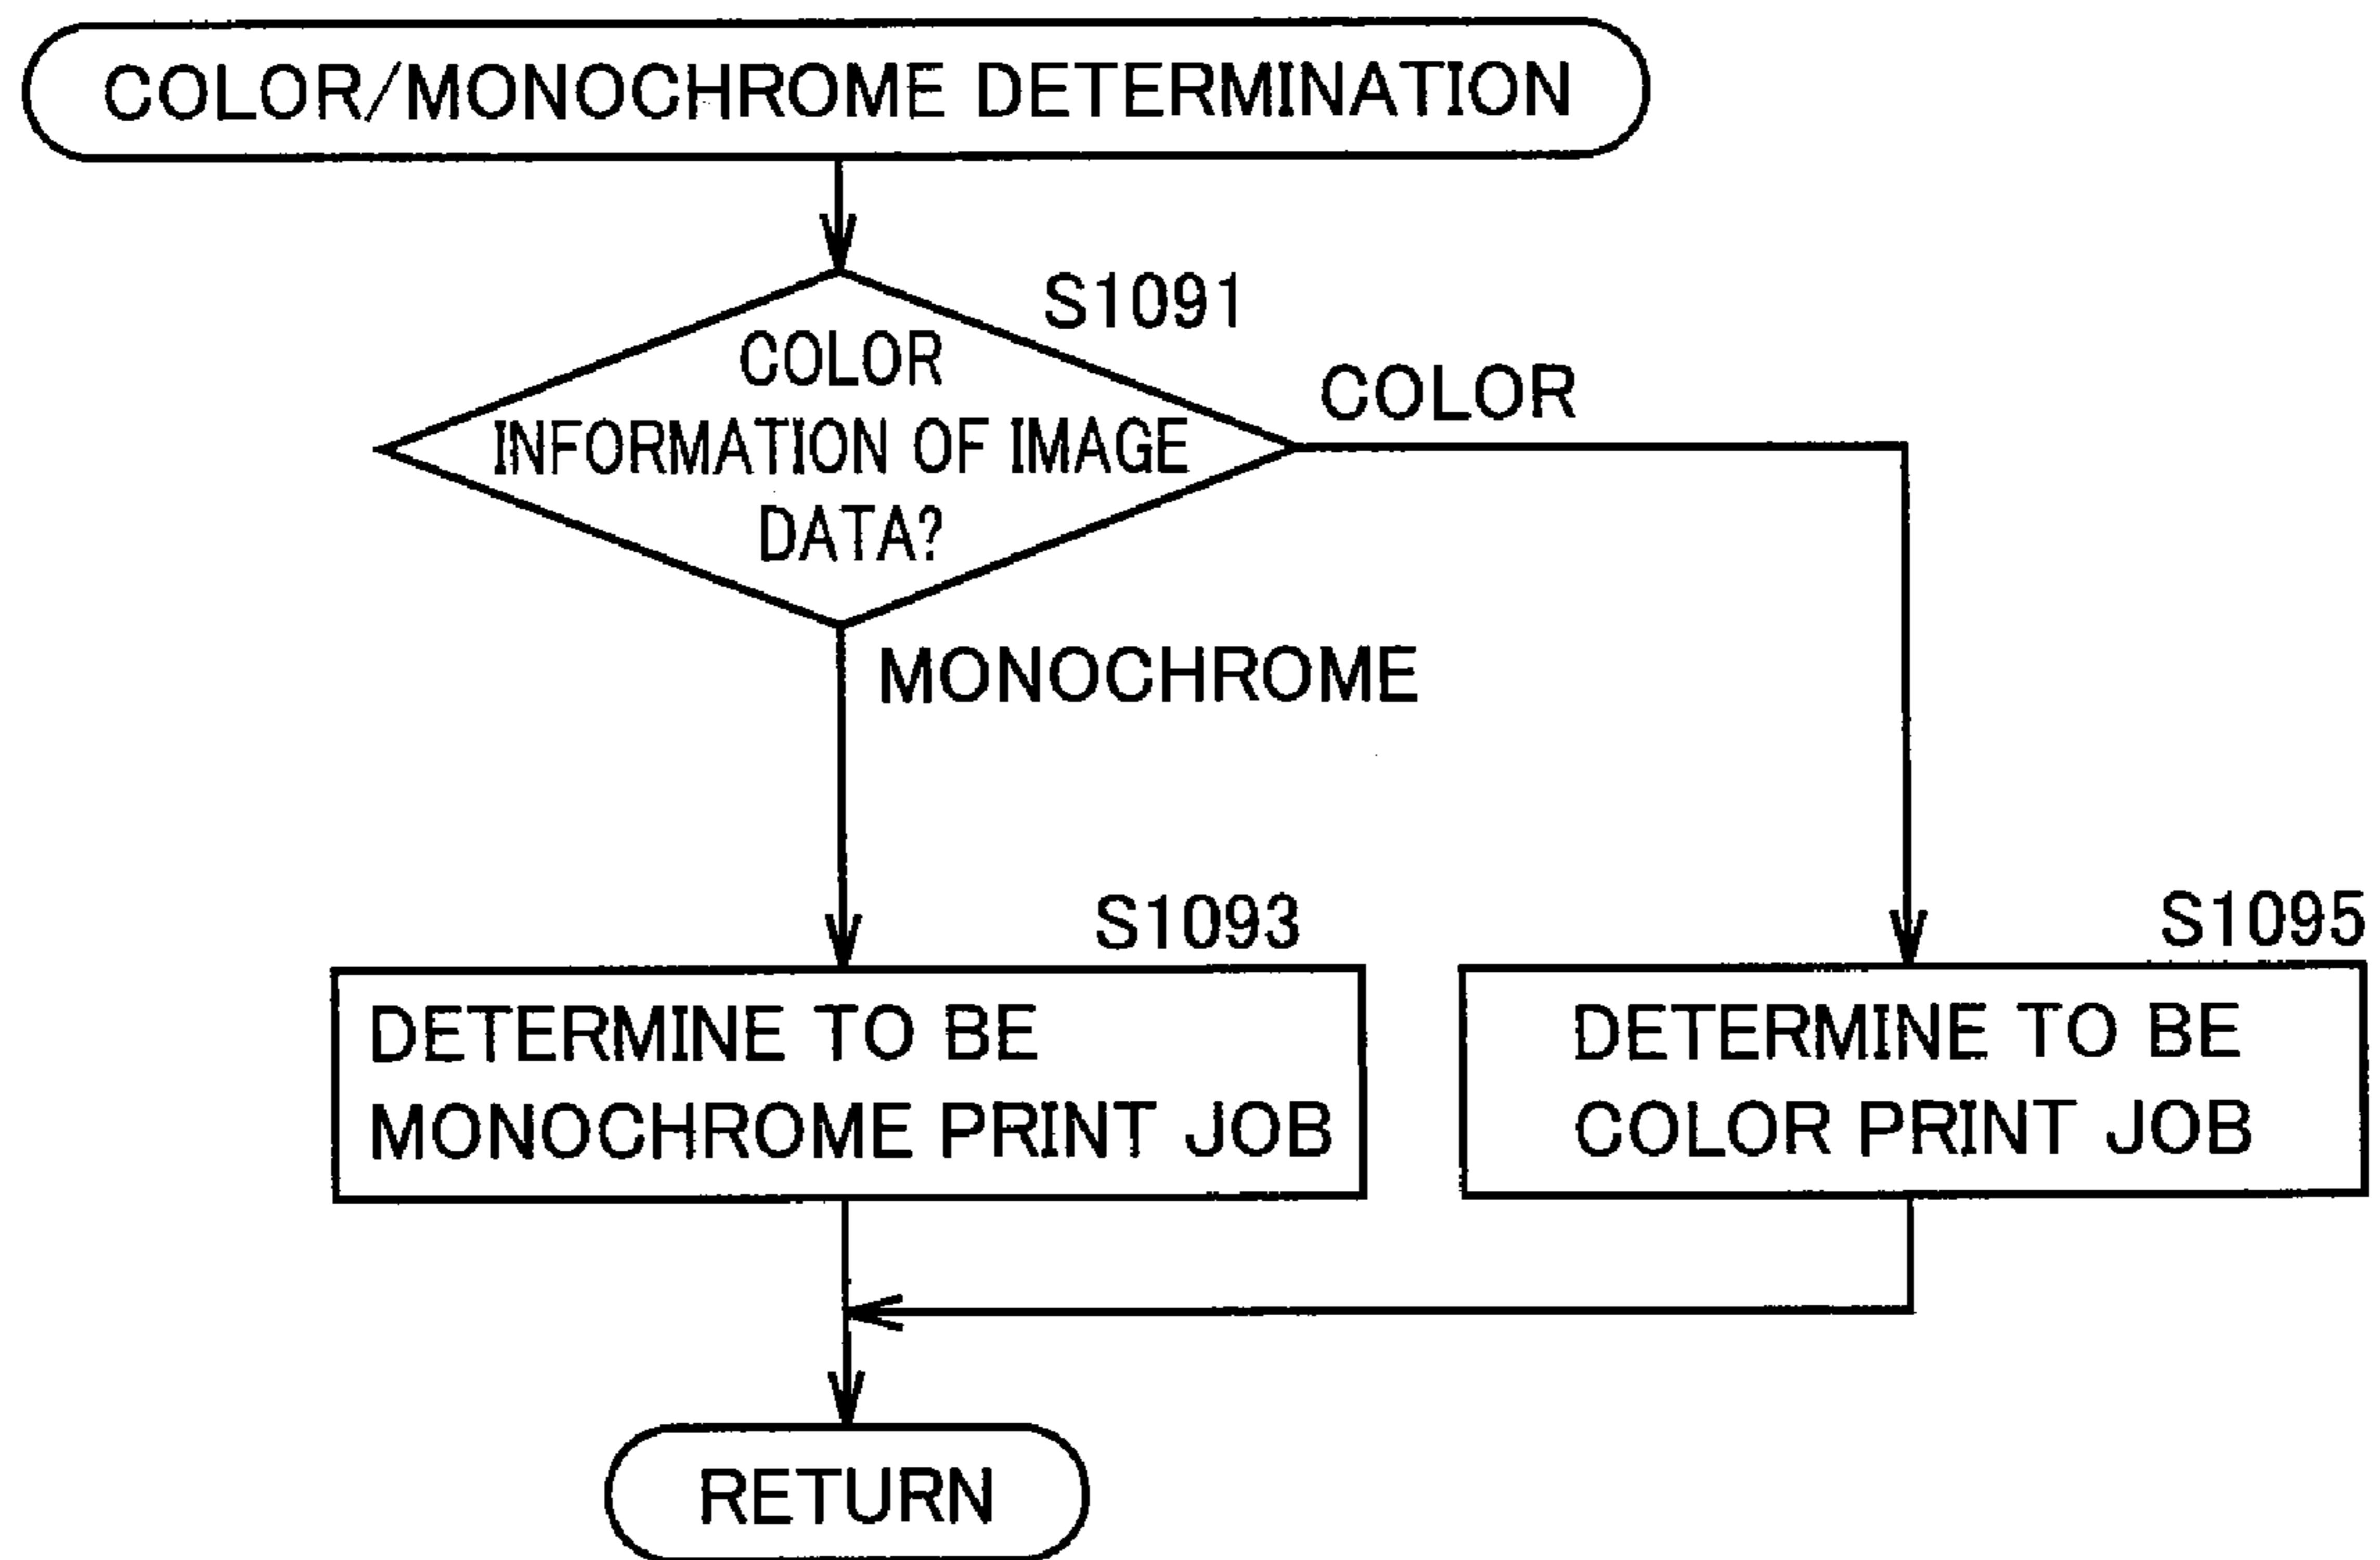 COLOR/MONOCHROME DETERMINATION
S1091
COLOR
INFORMATION OF IMAGE
DATA?
COLOR
MONOCHROME
S1093
DETERMINE TO BE
MONOCHROME PRINT JOB
S1095
DETERMINE TO BE
COLOR PRINT JOB
RETURN